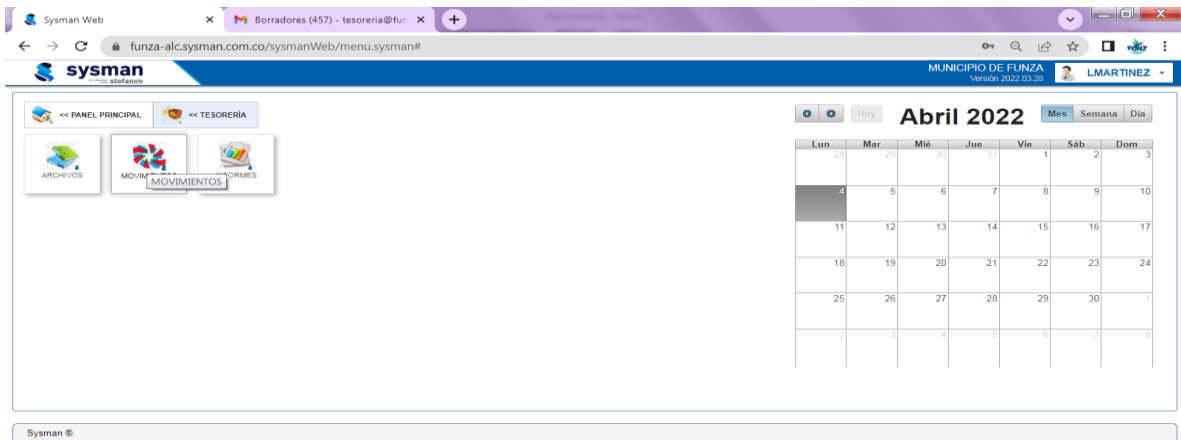 Sysman Web
Borradores (457) - tesoreria@fun
funza-alc.sysman.com.co/sysmanWeb/menu.sysman#
sysman
stefanini
MUNICIPIO DE FUNZA
Versión 2022.03.28
LMARTINEZ
<< PANEL PRINCIPAL
<< TESORERÍA
ARCHIVOS
MOVIMIENTOS
INFORMES
MOVIMIENTOS
Hoy
Abril 2022
Mes Semana Día
Lun Mar Mié Jue Vie Sáb Dom
28 29 30 31 1 2 3
4 5 6 7 8 9 10
11 12 13 14 15 16 17
18 19 20 21 22 23 24
25 26 27 28 29 30 1
2 3 4 5 6 7 8
Sysman ®.